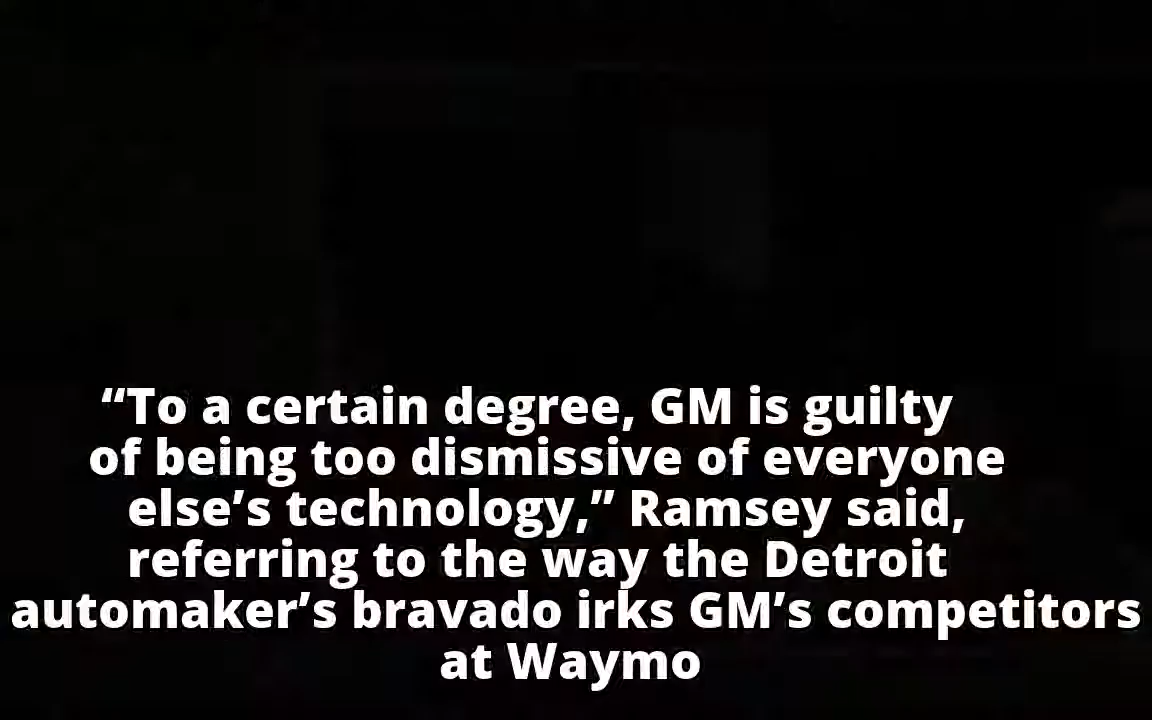 “To a certain degree, GM is guilty
of being too dismissive of everyone
else’s technology,” Ramsey said,
referring to the way the Detroit
automaker’s bravado irks GM’s competitors
at Waymo